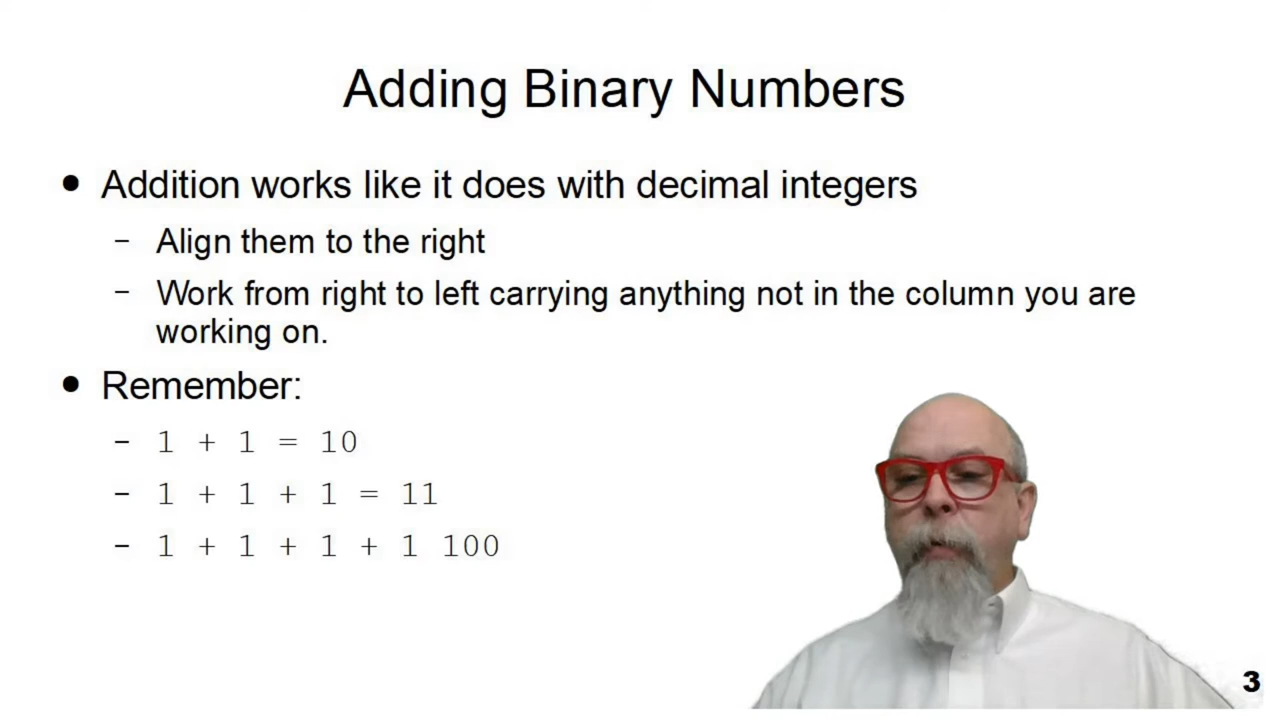 Adding Binary Numbers
● Addition works like it does with decimal integers
– Align them to the right
– Work from right to left carrying anything not in the column you are
working on.
● Remember:
– 1 + 1 = 10
– 1 + 1 + 1 = 11
– 1 + 1 + 1 + 1 100
3